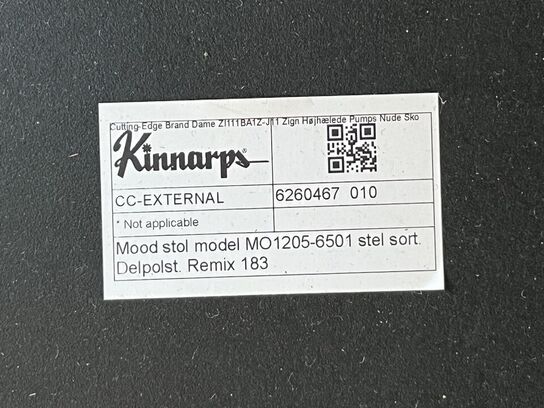 Cutting-Edge Brand Dame ZI111BA1Z-J11 Zign Højhælede Pumps Nude Sko
Kinnarps®
CC-EXTERNAL 6260467 010
* Not applicable
Mood stol model MO1205-6501 stel sort.
Delpolst. Remix 183